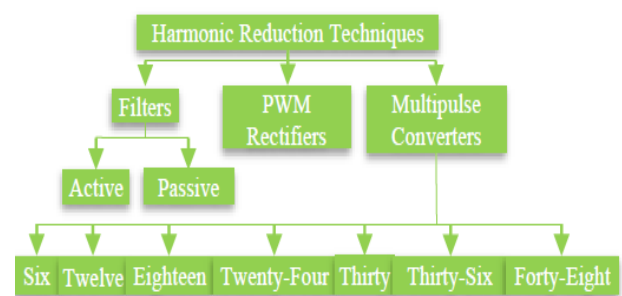 Harmonic Reduction Techniques
Filters
PWM
Rectifiers
Multipulse
Converters
Active
Passive
Six
Twelve
Eighteen
Twenty-Four
Thirty
Thirty-Six
Forty-Eight